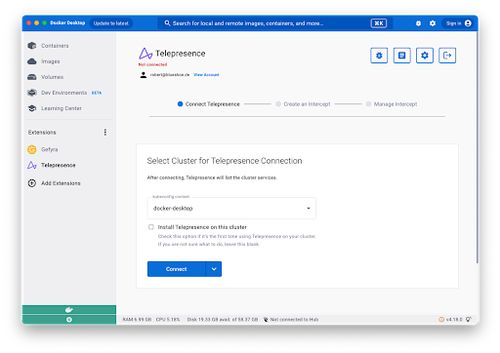 Docker Desktop
Update to latest
Search for local and remote images, containers, and more...
⌘K
Sign in
Containers
Images
Volumes
Dev Environments BETA
Learning Center
Extensions
Gefyra
Telepresence
Add Extensions
Telepresence
Not connected
robert@blueshoe.de View Account
Connect Telepresence
Create an Intercept
Manage Intercept
Select Cluster for Telepresence Connection
After connecting, Telepresence will list the cluster services.
Kubeconfig context
docker-desktop
Install Telepresence on this cluster
Check this option if it's the first time using Telepresence on your cluster.
If you are not sure what to do, leave this blank.
Connect
RAM 6.99 GB CPU 5.18% Disk 19.33 GB avail. of 58.37 GB Not connected to Hub
v4.18.0